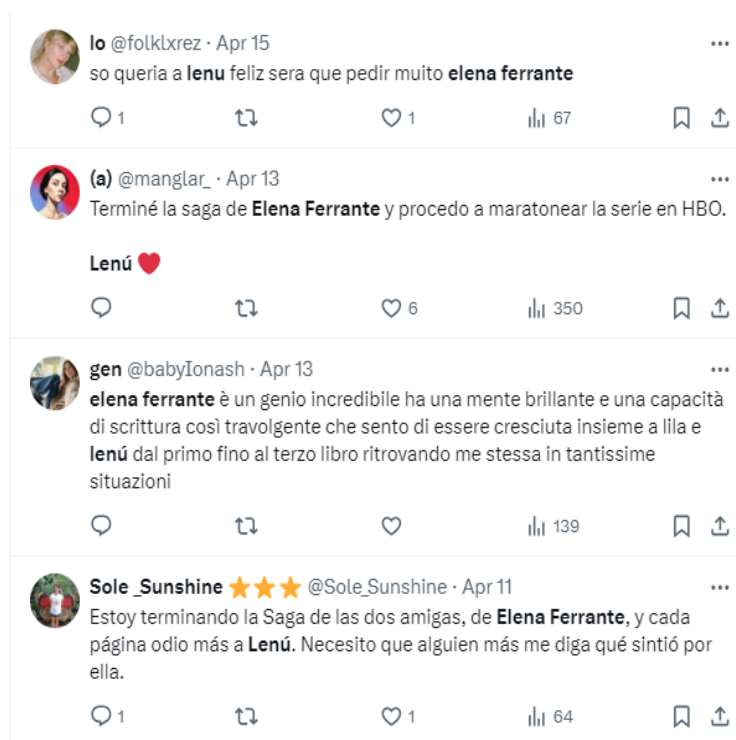 lo @folklxrez · Apr 15
so queria a lenu feliz sera que pedir muito elena ferrante
1 1 67
(a) @manglar_ · Apr 13
Terminé la saga de Elena Ferrante y procedo a maratonear la serie en HBO.
Lenú ❤️
6 350
gen @babyIonash · Apr 13
elena ferrante è un genio incredibile ha una mente brillante e una capacità
di scrittura così travolgente che sento di essere cresciuta insieme a lila e
lenú dal primo fino al terzo libro ritrovando me stessa in tantissime
situazioni
139
Sole _Sunshine ⭐⭐⭐ @Sole_Sunshine · Apr 11
Estoy terminando la Saga de las dos amigas, de Elena Ferrante, y cada
página odio más a Lenú. Necesito que alguien más me diga qué sintió por
ella.
1 1 64